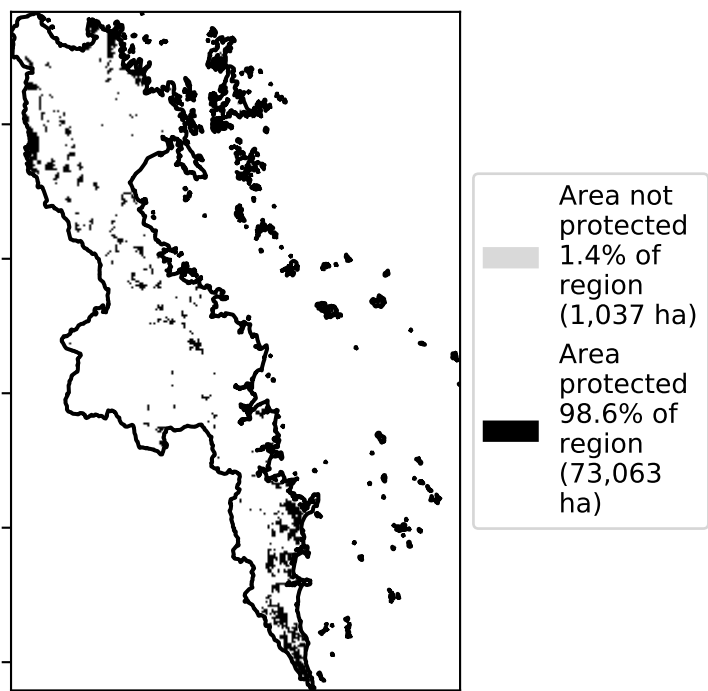 Area not
protected
1.4% of
region
(1,037 ha)
Area
protected
98.6% of
region
(73,063
ha)